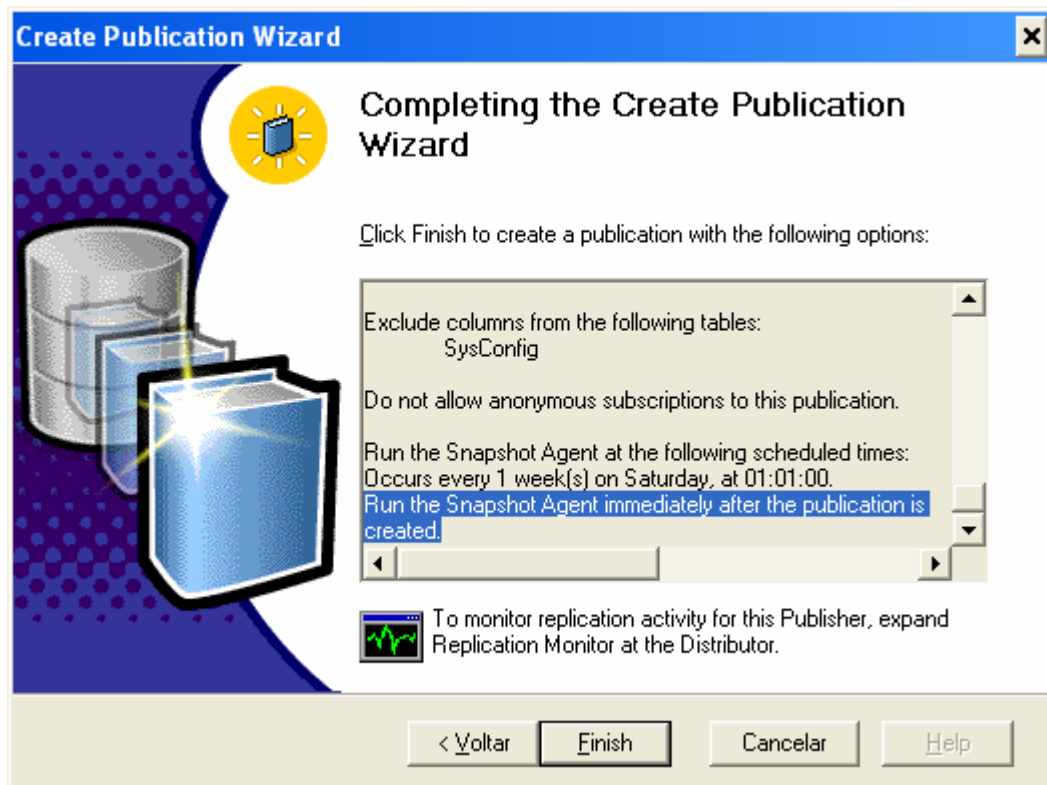 Create Publication Wizard
Completing the Create Publication
Wizard
Click Finish to create a publication with the following options:
Exclude columns from the following tables:
SysConfig
Do not allow anonymous subscriptions to this publication.
Run the Snapshot Agent at the following scheduled times:
Occurs every 1 week(s) on Saturday, at 01:01:00.
Run the Snapshot Agent immediately after the publication is
created.
To monitor replication activity for this Publisher, expand
Replication Monitor at the Distributor.
< Voltar Finish Cancelar Help